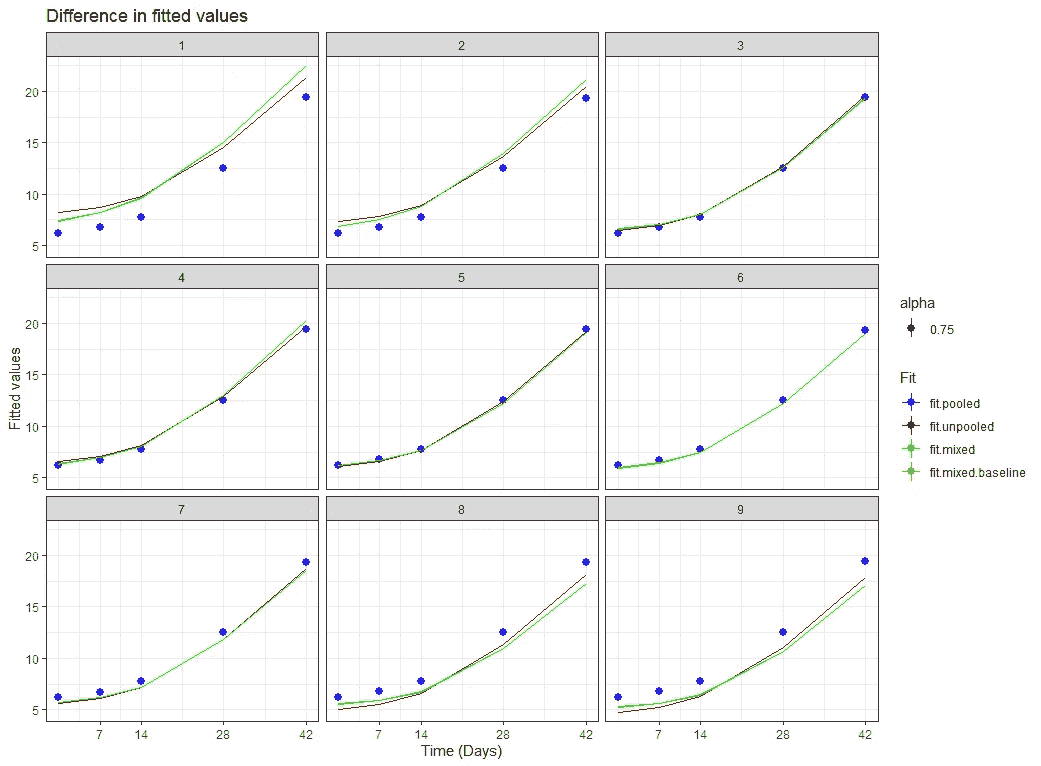 Difference in fitted values
1 2 3
20
15
10
5
4 5 6
20
15
10
5
Fitted values
7 8 9
20
15
10
5
7 14 28 42 7 14 28 42 7 14 28 42
Time (Days)
alpha
0.75
Fit
fit.pooled
fit.unpooled
fit.mixed
fit.mixed.baseline